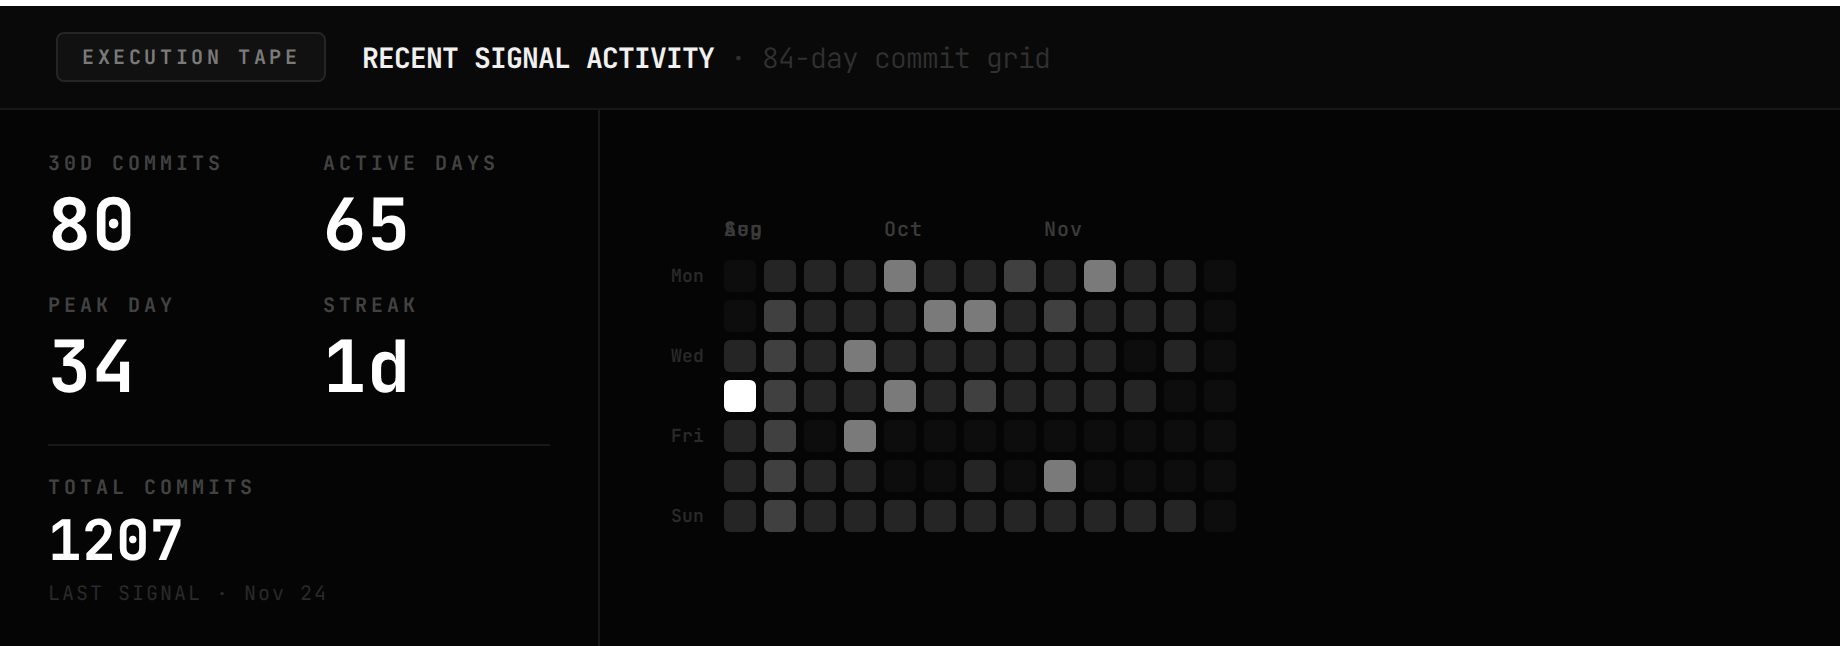 EXECUTION TAPE
RECENT SIGNAL ACTIVITY · 84-day commit grid
30D COMMITS
80
ACTIVE DAYS
65
PEAK DAY
34
STREAK
1d
TOTAL COMMITS
1207
LAST SIGNAL · Nov 24
Oct Nov
Mon
Wed
Fri
Sun